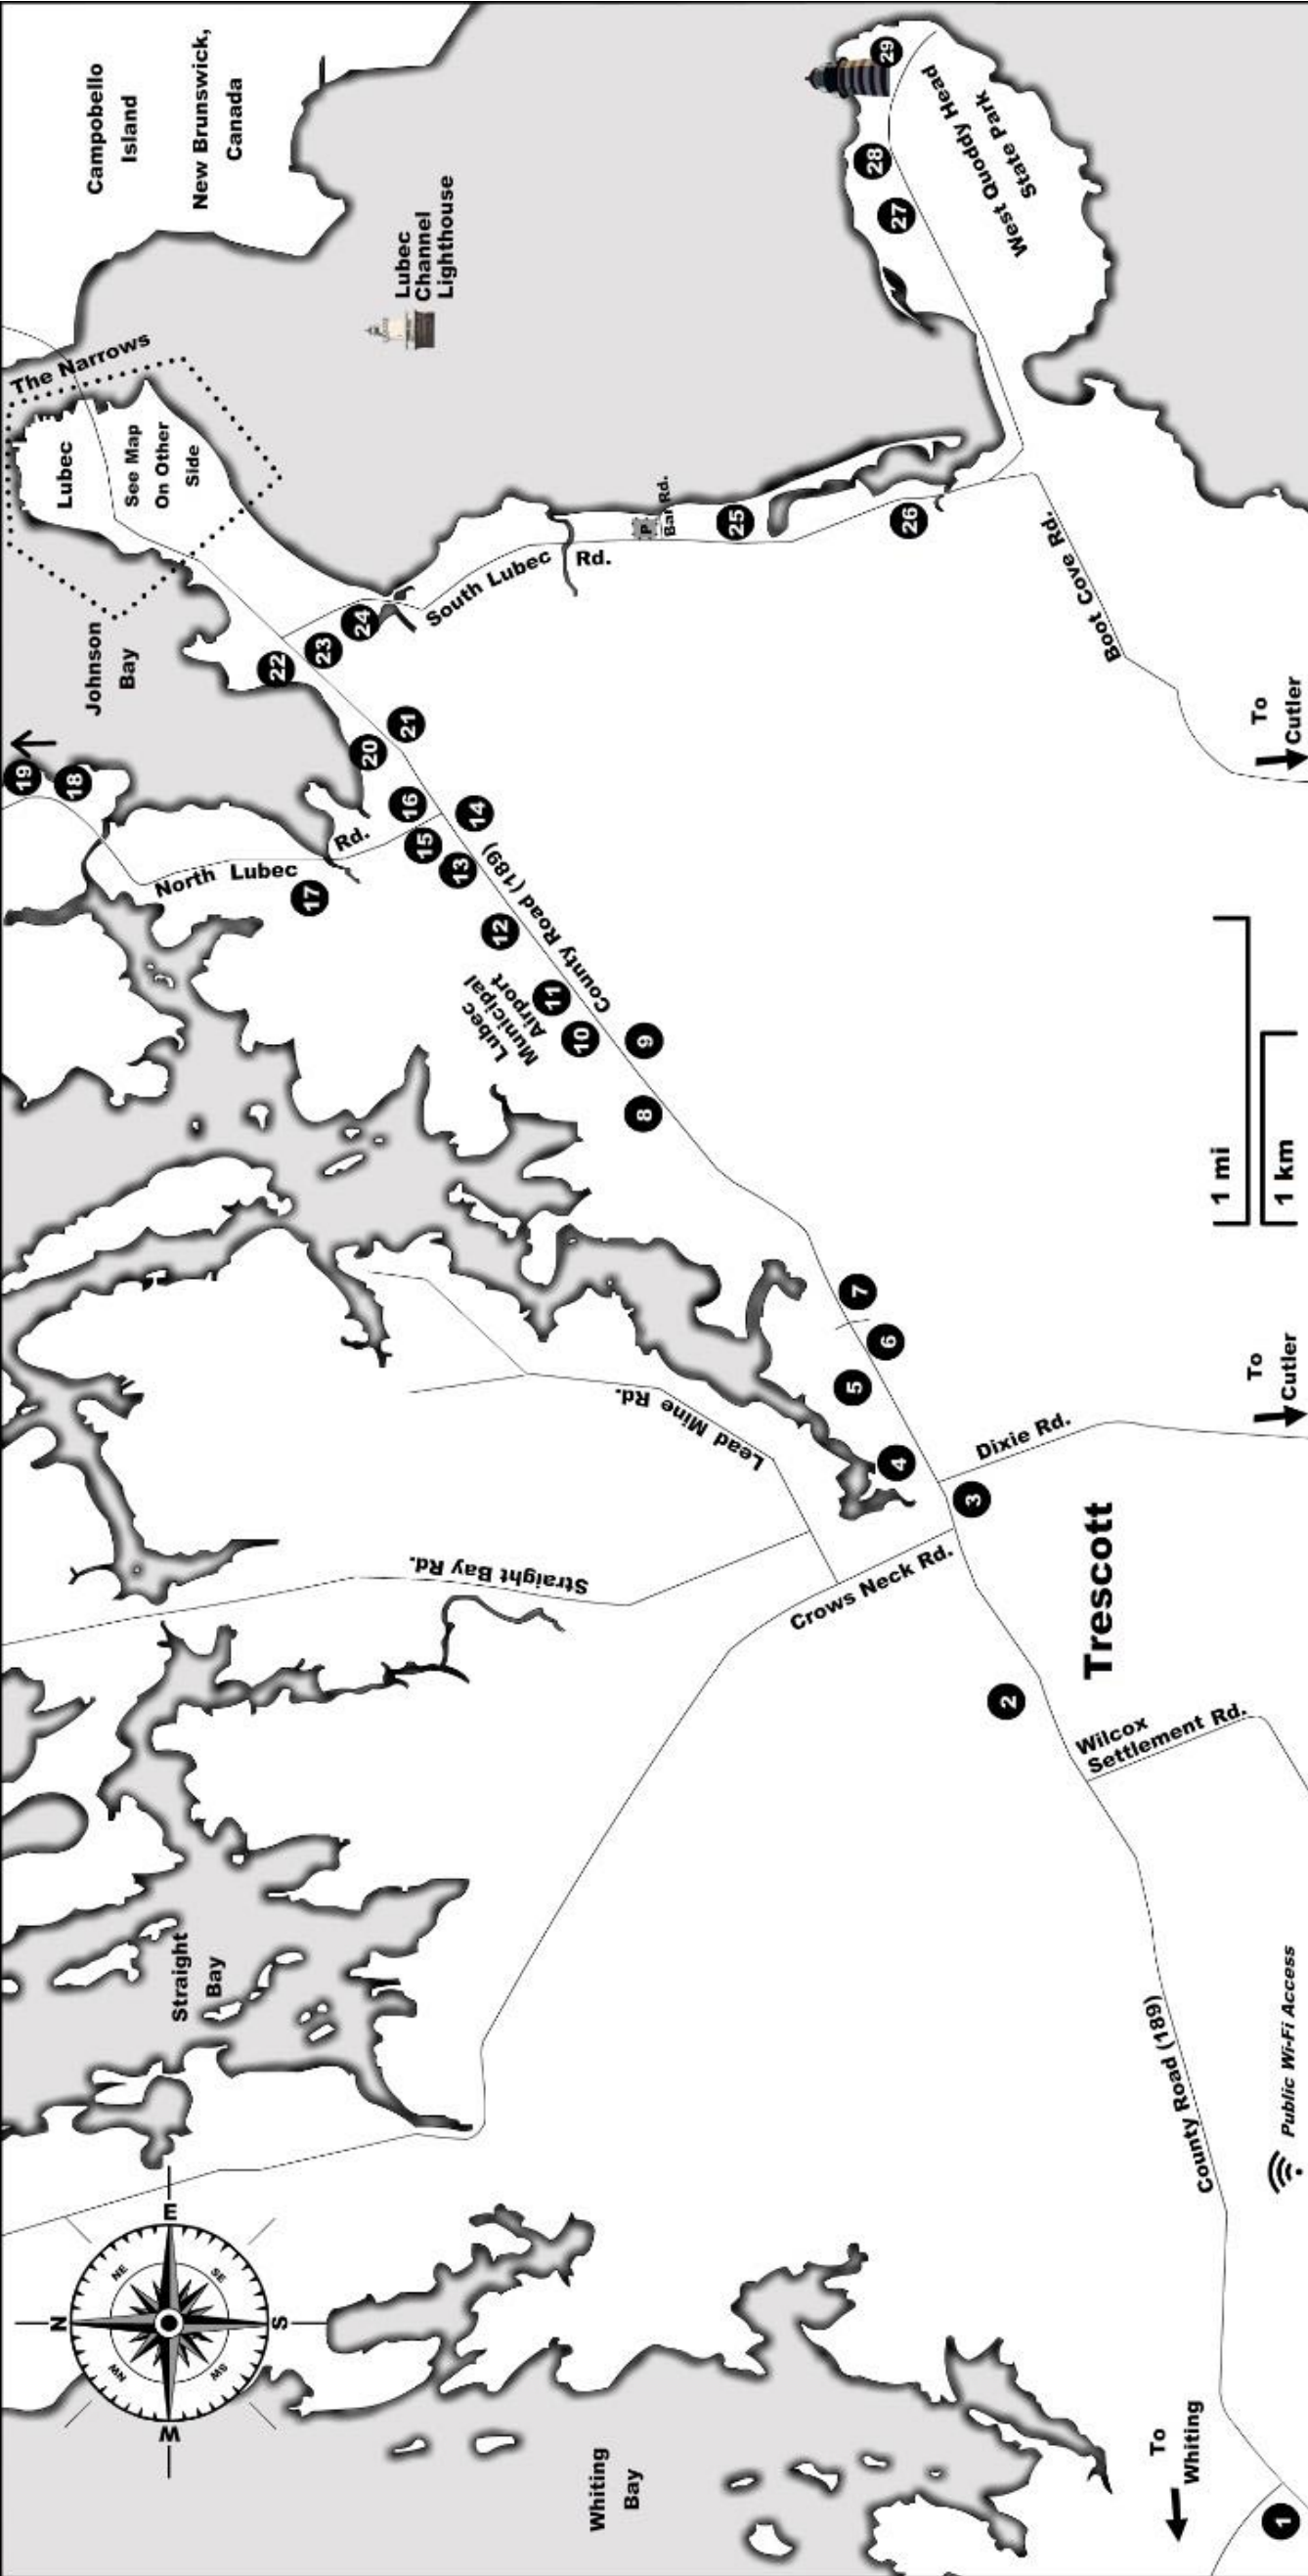 Campobello
Island
New Brunswick,
Canada
The Narrows
Lubec
See Map
On Other
Side
Johnson
Bay
19
18
Lubec
Channel
Lighthouse
29
28
27
West Quoddy Head
State Park
22
23
24
South Lubec Rd.
P
Bar Rd.
25
26
Boot Cove Rd.
To
Cutler
21
20
16
14
15
13
North Lubec Rd.
17
12
County Road (189)
11
Lubec
Municipal
Airport
10
9
8
1 mi
1 km
7
6
5
4
Lead Mine Rd.
Dixie Rd.
To
Cutler
3
Straight Bay Rd.
Crows Neck Rd.
Trescott
2
Wilcox
Settlement Rd.
Straight
Bay
County Road (189)
Public Wi-Fi Access
N
NE
E
SE
S
SW
W
NW
Whiting
Bay
To
Whiting
1